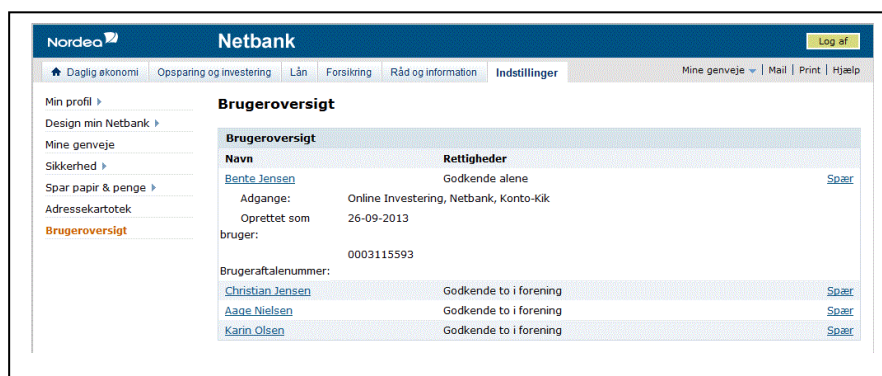 Nordea Netbank Log af
Daglig økonomi Opsparing og investering Lån Forsikring Råd og information Indstillinger Mine genveje | Mail | Print | Hjælp
Min profil
Design min Netbank
Mine genveje
Sikkerhed
Spar papir & penge
Adressekartotek
Brugeroversigt
Brugeroversigt
Brugeroversigt
Navn Rettigheder
Bente Jensen Godkende alene Spær
Adgange: Online Investering, Netbank, Konto-Kik
Oprettet som 26-09-2013
bruger:
0003115593
Brugeraftalenummer:
Christian Jensen Godkende to i forening Spær
Aage Nielsen Godkende to i forening Spær
Karin Olsen Godkende to i forening Spær